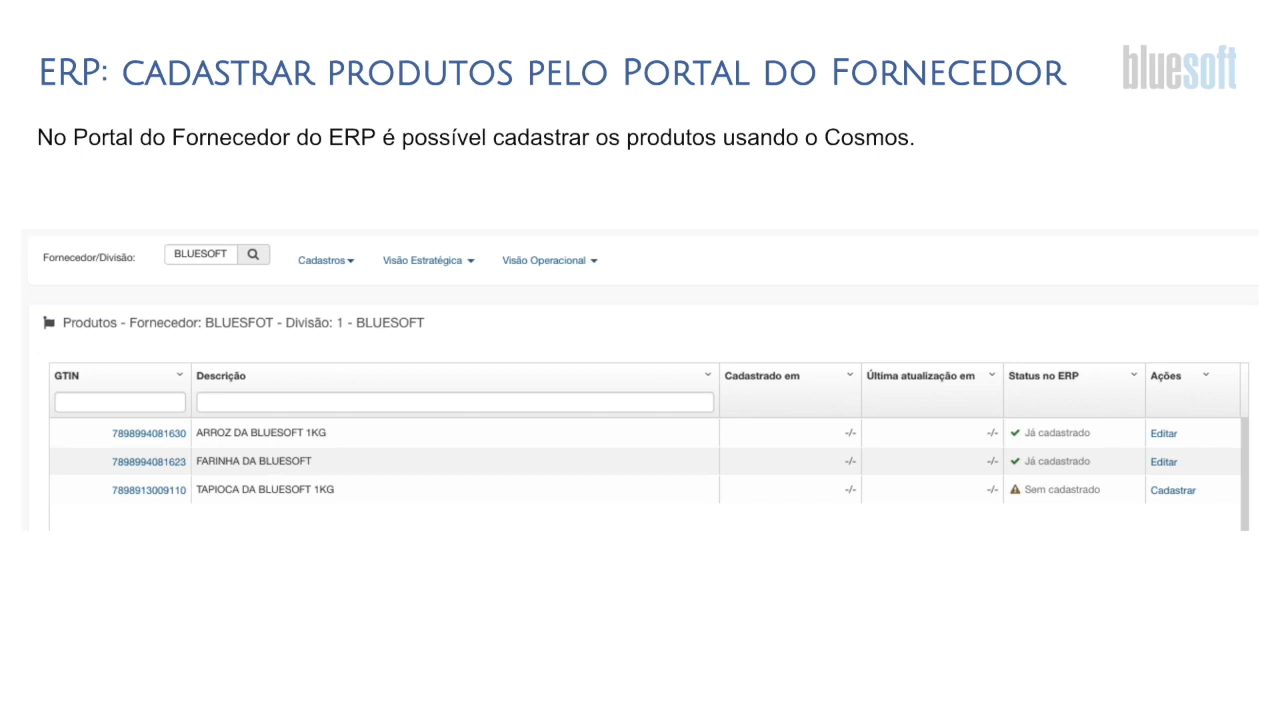 ERP: cadastrar produtos pelo Portal do Fornecedor
bluesoft
No Portal do Fornecedor do ERP é possível cadastrar os produtos usando o Cosmos.
Fornecedor/Divisão: BLUESOFT Cadastros Visão Estratégica Visão Operacional
Produtos - Fornecedor: BLUESFOT - Divisão: 1 - BLUESOFT
GTIN Descrição Cadastrado em Última atualização em Status no ERP Ações
7898994081630 ARROZ DA BLUESOFT 1KG -/- -/- Já cadastrado Editar
7898994081623 FARINHA DA BLUESOFT -/- -/- Já cadastrado Editar
7898913009110 TAPIOCA DA BLUESOFT 1KG -/- -/- Sem cadastrado Cadastrar